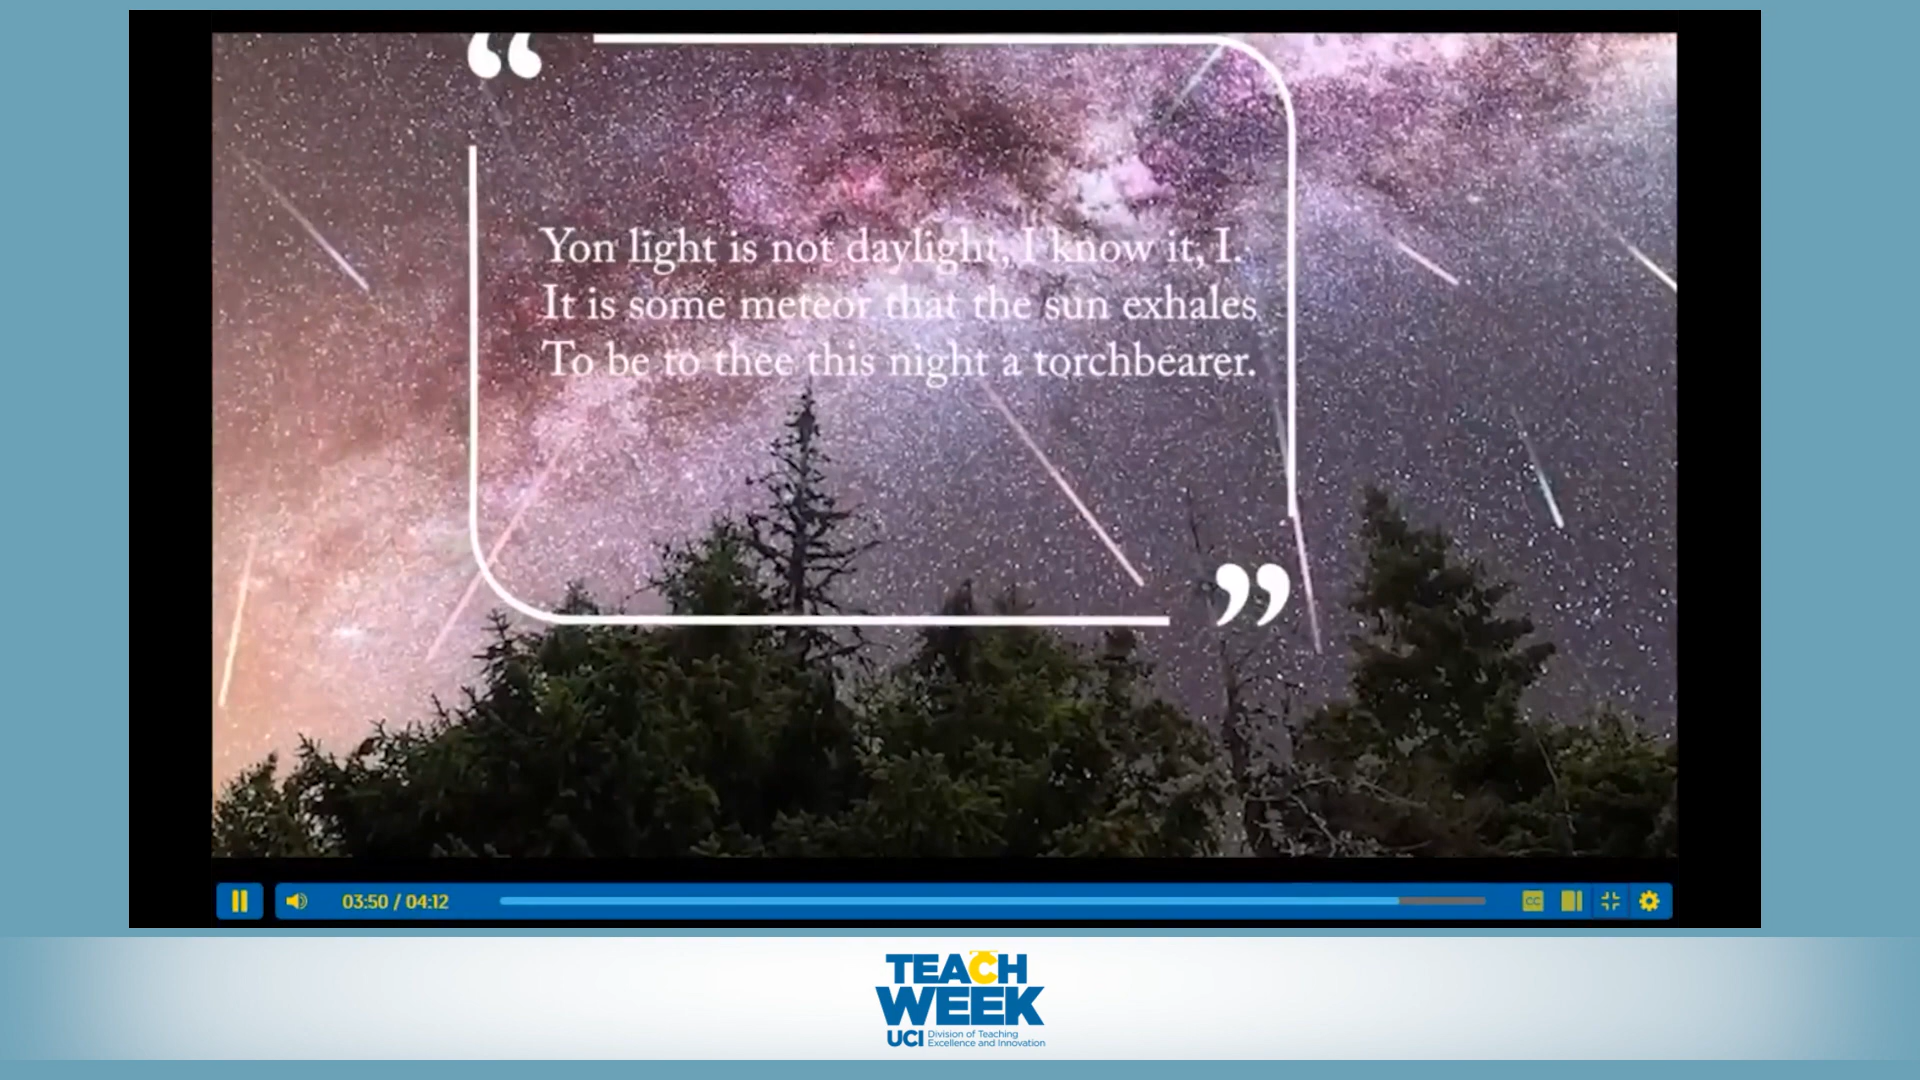 “
Yon light is not daylight, I know it, I.
It is some meteor that the sun exhales
To be to thee this night a torchbearer.
”
03:50 / 04:12
CC
TEACH
WEEK
UCI Division of Teaching
Excellence and Innovation